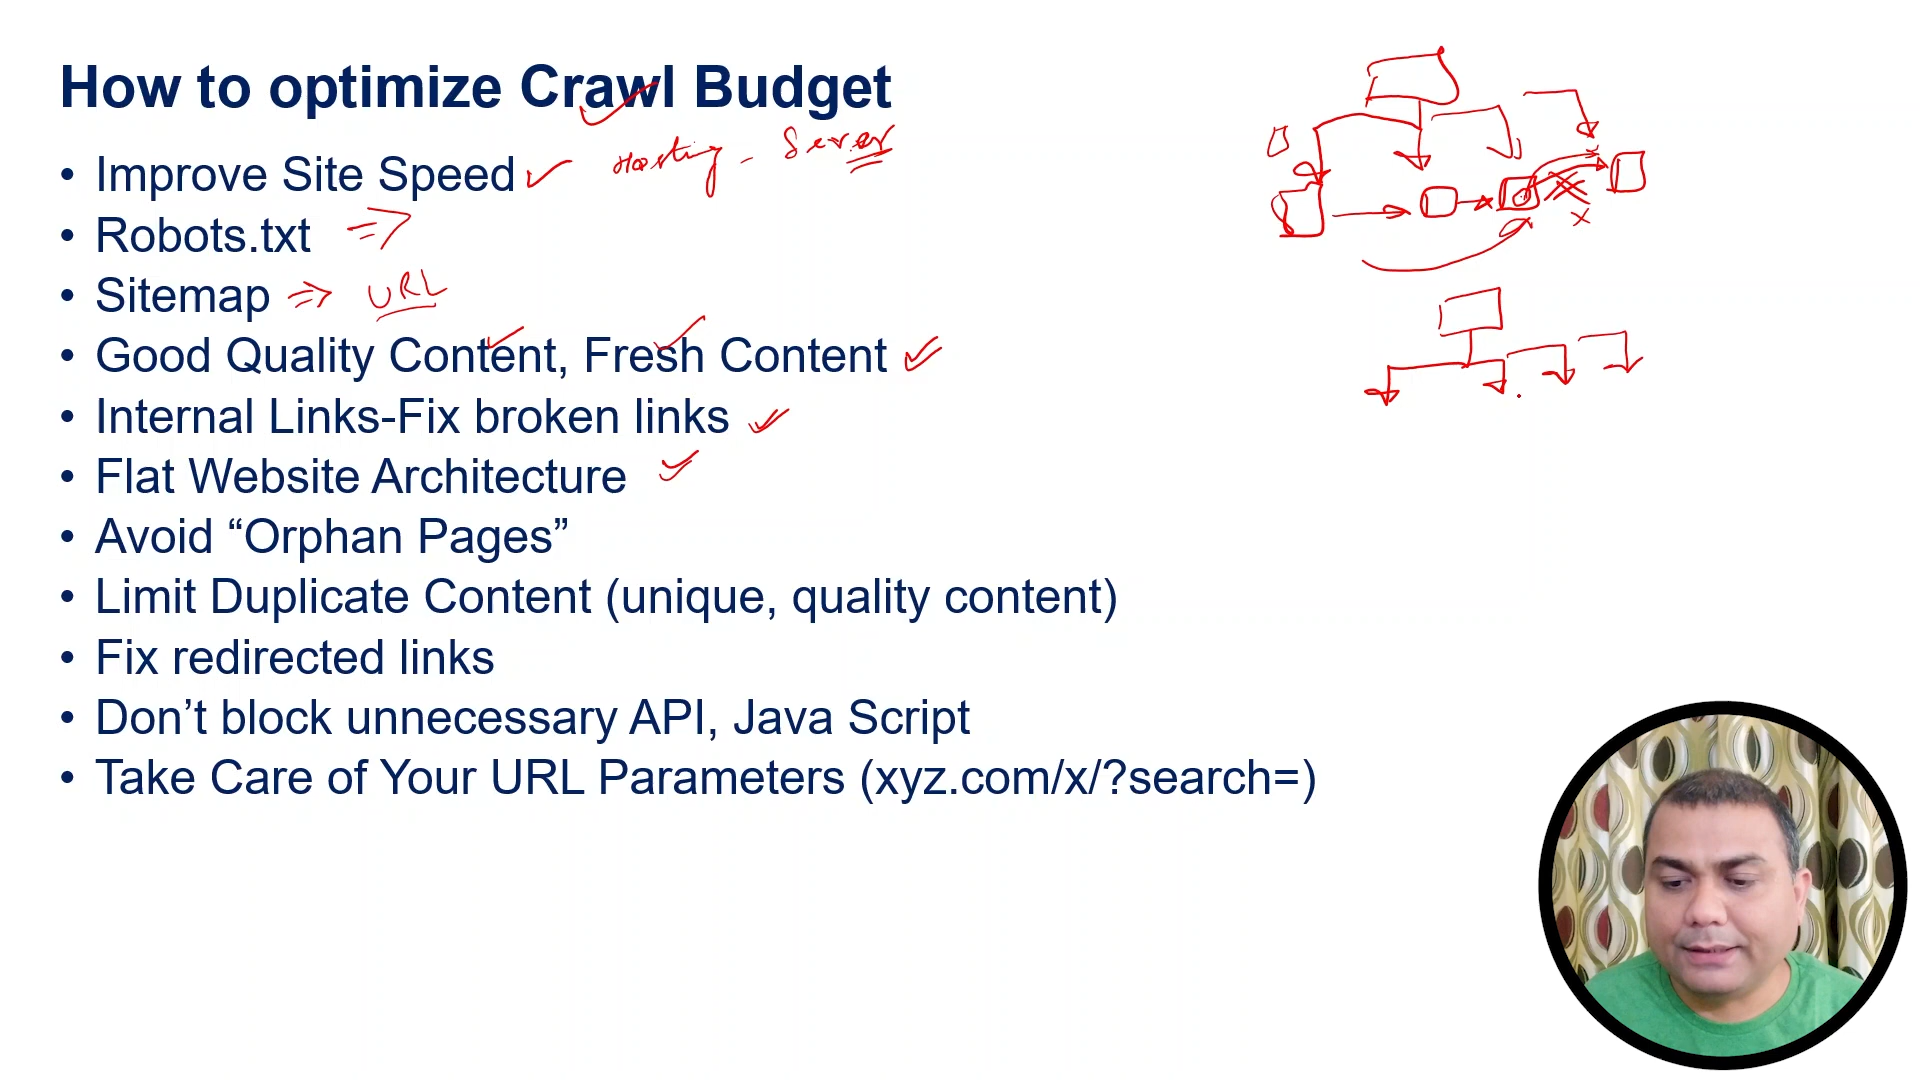 How to optimize Crawl Budget
• Improve Site Speed Hosting - Server
• Robots.txt
• Sitemap ⇒ URL
• Good Quality Content, Fresh Content
• Internal Links-Fix broken links
• Flat Website Architecture
• Avoid “Orphan Pages”
• Limit Duplicate Content (unique, quality content)
• Fix redirected links
• Don’t block unnecessary API, Java Script
• Take Care of Your URL Parameters (xyz.com/x/?search=)